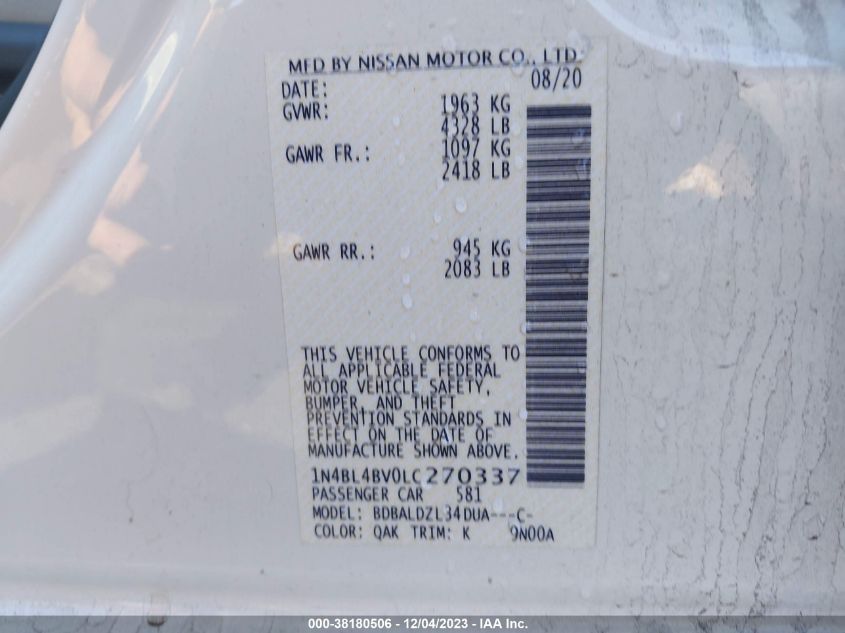 MFD BY NISSAN MOTOR CO., LTD.
DATE: 08/20
GVWR: 1963 KG
4328 LB
GAWR FR.: 1097 KG
2418 LB
GAWR RR.: 945 KG
2083 LB
THIS VEHICLE CONFORMS TO
ALL APPLICABLE FEDERAL
MOTOR VEHICLE SAFETY,
BUMPER, AND THEFT
PREVENTION STANDARDS IN
EFFECT ON THE DATE OF
MANUFACTURE SHOWN ABOVE.
1N4BL4BV0LC270337
PASSENGER CAR 581
MODEL: BDBALDZL34DUA---C-
COLOR: QAK TRIM: K 9N00A
000-38180506 - 12/04/2023 - IAA Inc.